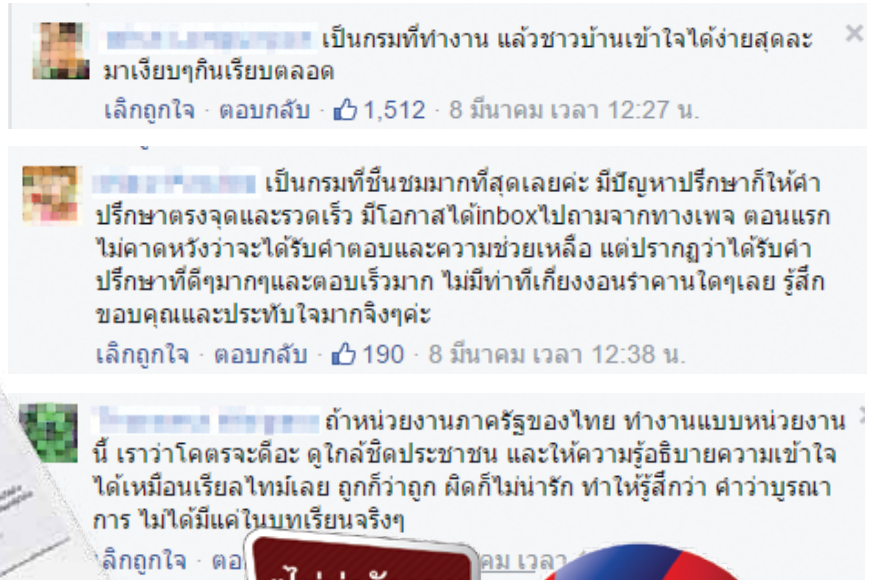 เป็นกรมที่ทำงาน แล้วชาวบ้านเข้าใจได้ง่ายสุดละ
มาเงียบๆกินเรียบตลอด
เลิกถูกใจ · ตอบกลับ · 1,512 · 8 มีนาคม เวลา 12:27 น.
เป็นกรมที่ชื่นชมมากที่สุดเลยค่ะ มีปัญหาปรึกษาก็ให้คำ
ปรึกษาตรงจุดและรวดเร็ว มีโอกาสได้inboxไปถามจากทางเพจ ตอนแรก
ไม่คาดหวังว่าจะได้รับคำตอบและความช่วยเหลือ แต่ปรากฏว่าได้รับคำ
ปรึกษาที่ดีๆมากๆและตอบเร็วมาก ไม่มีท่าทีเกี่ยงงอนรำคานใดๆเลย รู้สึก
ขอบคุณและประทับใจมากจิงๆค่ะ
เลิกถูกใจ · ตอบกลับ · 190 · 8 มีนาคม เวลา 12:38 น.
ถ้าหน่วยงานภาครัฐของไทย ทำงานแบบหน่วยงาน
นี้ เราว่าโคตรจะดีอะ ดูใกล้ชิดประชาชน และให้ความรู้อธิบายความเข้าใจ
ได้เหมือนเรียลไทม์เลย ถูกก็ว่าถูก ผิดก็ไม่น่ารัก ทำให้รู้สึกว่า คำว่าบูรณา
การ ไม่ได้มีแค่ในบทเรียนจริงๆ
เลิกถูกใจ · เวลา